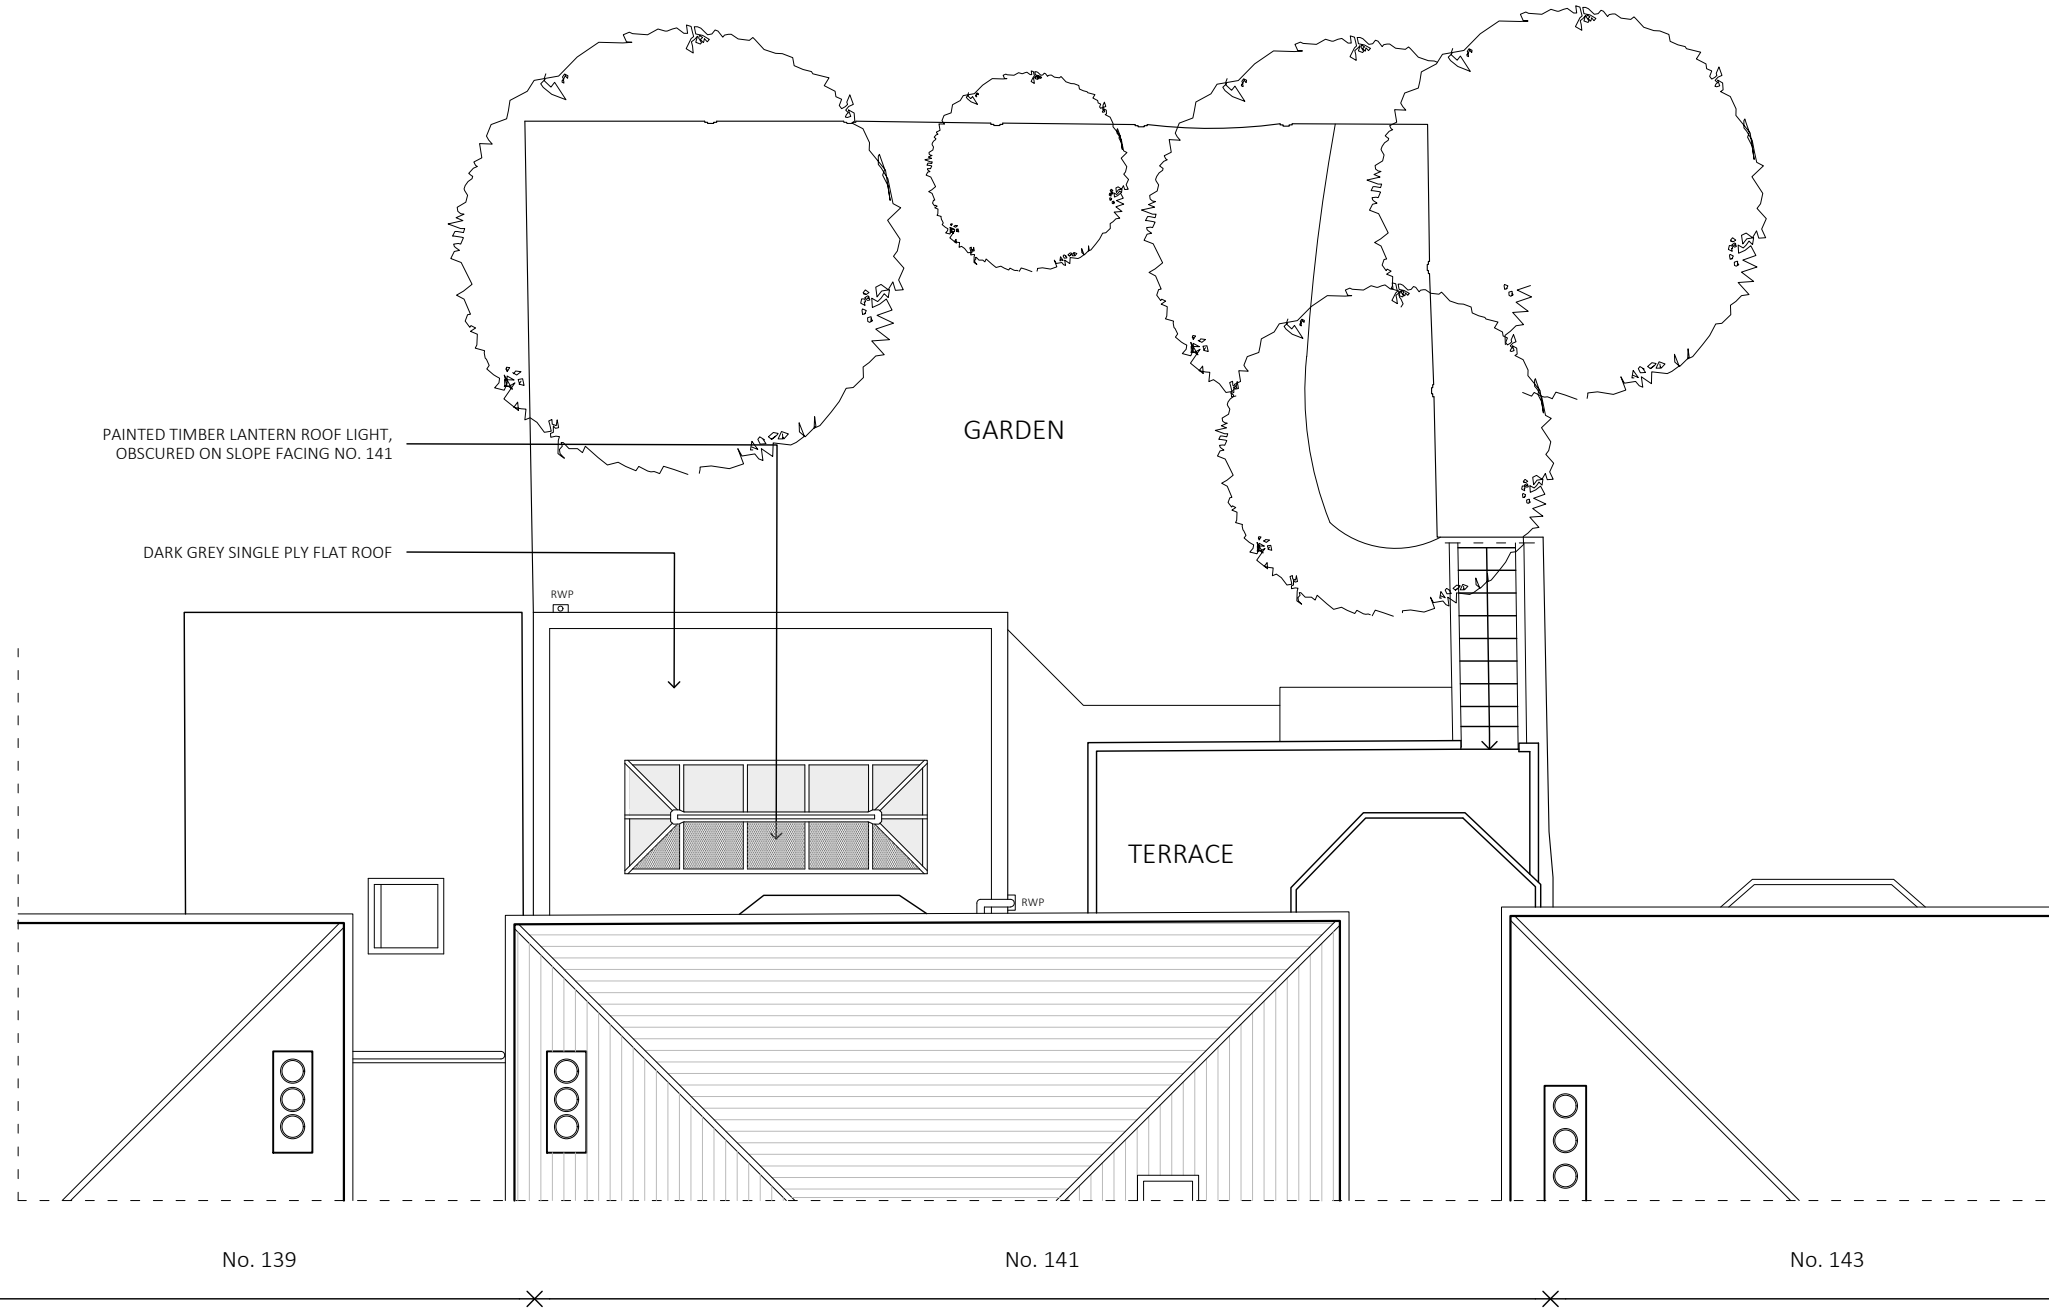 GARDEN
PAINTED TIMBER LANTERN ROOF LIGHT,
OBSCURED ON SLOPE FACING NO. 141
DARK GREY SINGLE PLY FLAT ROOF
RWP
TERRACE
RWP
No. 139
No. 141
No. 143